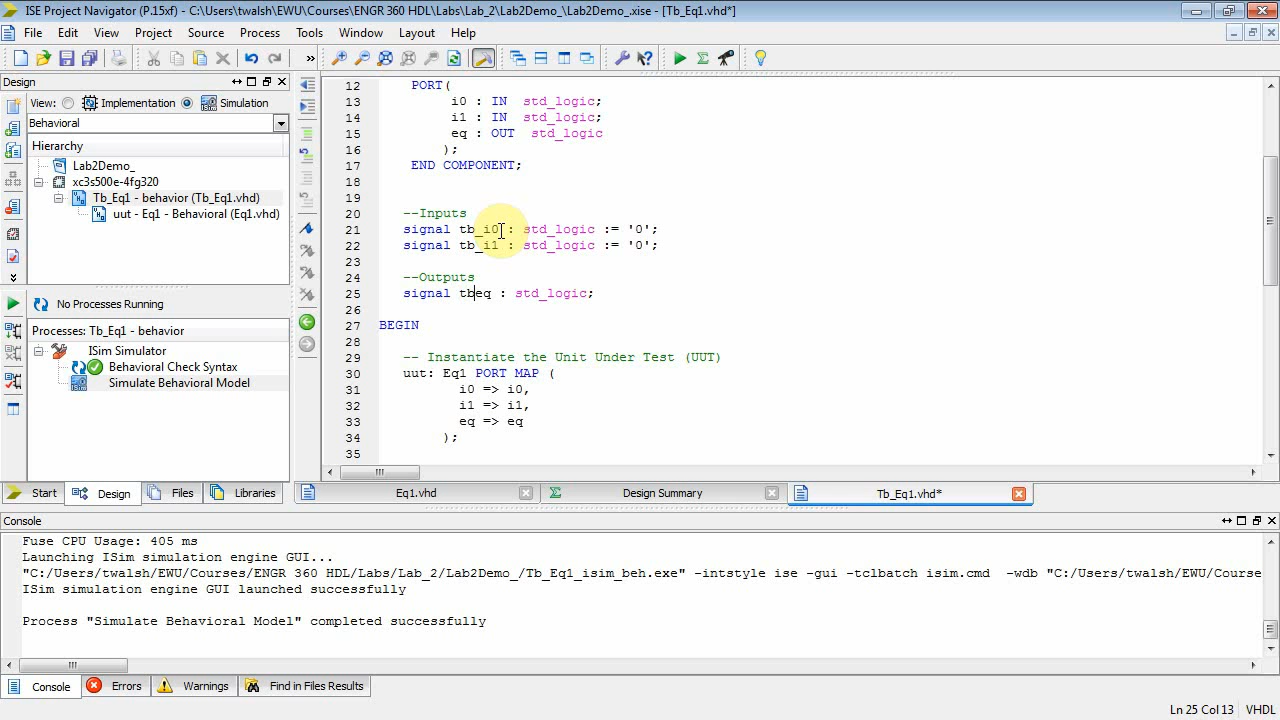 ISE Project Navigator (P.15xf) - C:\Users\twalsh\EWU\Courses\ENGR 360 HDL\Labs\Lab_2\Lab2Demo_\Lab2Demo_.xise - [Tb_Eq1.vhd*]
File Edit View Project Source Process Tools Window Layout Help
»
Design
View: Implementation Simulation
Behavioral
Hierarchy
Lab2Demo_
xc3s500e-4fg320
Tb_Eq1 - behavior (Tb_Eq1.vhd)
uut - Eq1 - Behavioral (Eq1.vhd)
No Processes Running
Processes: Tb_Eq1 - behavior
ISim Simulator
Behavioral Check Syntax
Simulate Behavioral Model
Start Design Files Libraries
12 PORT(
13 i0 : IN std_logic;
14 i1 : IN std_logic;
15 eq : OUT std_logic
16 );
17 END COMPONENT;
18
19
20 --Inputs
21 signal tb_i0 : std_logic := '0';
22 signal tb_i1 : std_logic := '0';
23
24 --Outputs
25 signal tbeq : std_logic;
26
27 BEGIN
28
29 -- Instantiate the Unit Under Test (UUT)
30 uut: Eq1 PORT MAP (
31 i0 => i0,
32 i1 => i1,
33 eq => eq
34 );
35
Eq1.vhd Design Summary Tb_Eq1.vhd*
Console
Fuse CPU Usage: 405 ms
Launching ISim simulation engine GUI...
"C:/Users/twalsh/EWU/Courses/ENGR 360 HDL/Labs/Lab_2/Lab2Demo_/Tb_Eq1_isim_beh.exe" -intstyle ise -gui -tclbatch isim.cmd -wdb "C:/Users/twalsh/EWU/Course
ISim simulation engine GUI launched successfully
Process "Simulate Behavioral Model" completed successfully
Console Errors Warnings Find in Files Results
Ln 25 Col 13 VHDL